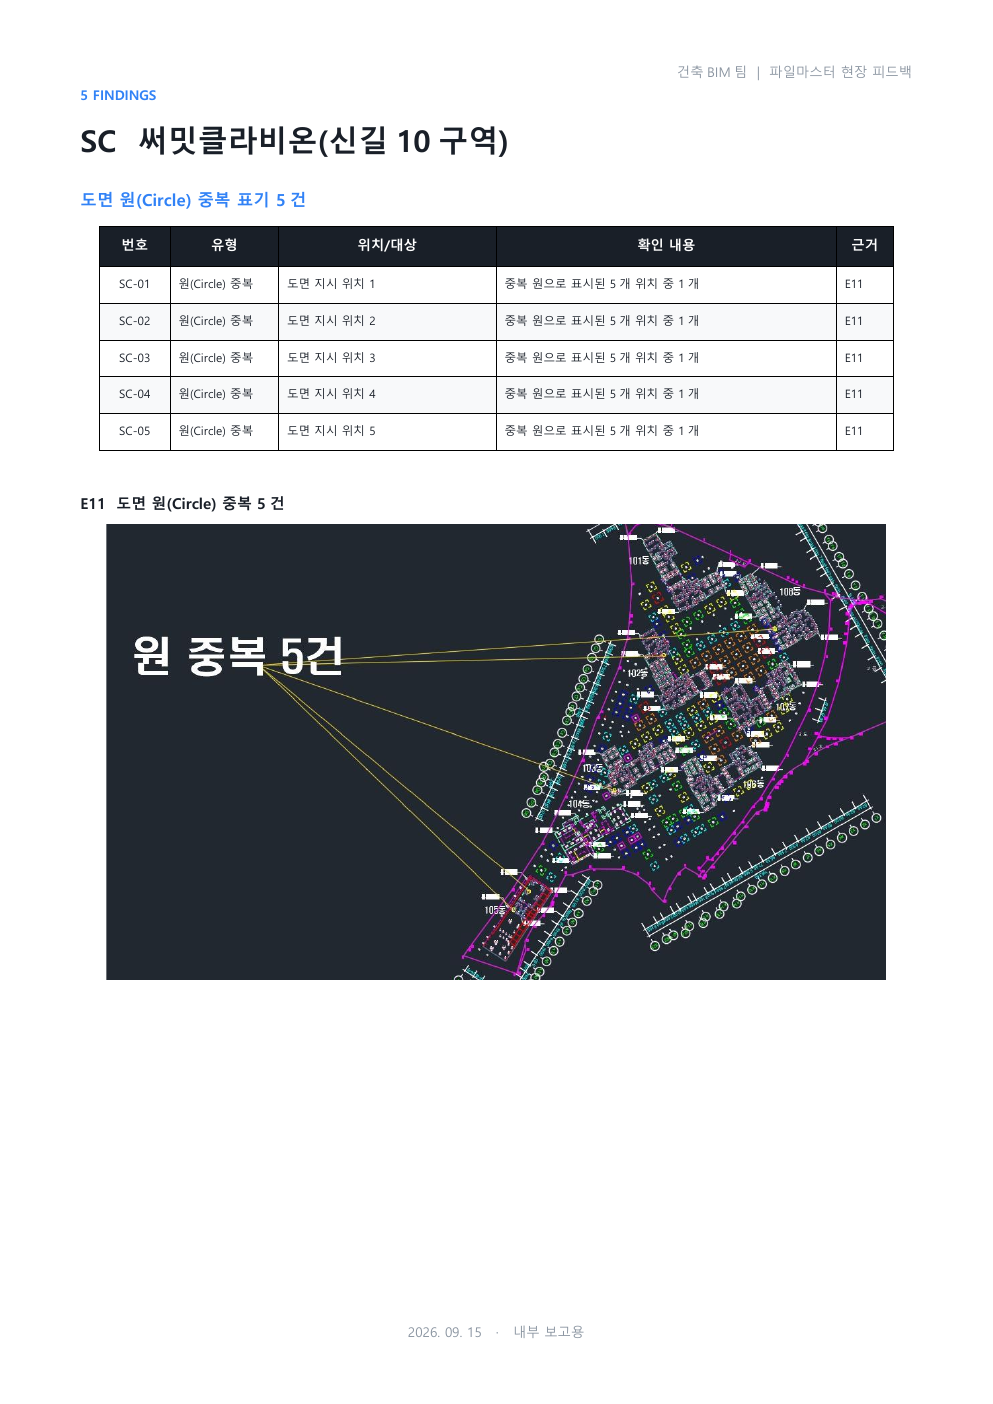 건축 BIM 팀 | 파일마스터 현장 피드백
5 FINDINGS
SC 써밋클라비온(신길 10 구역)
도면 원(Circle) 중복 표기 5 건
번호 유형 위치/대상 확인 내용 근거
SC-01 원(Circle) 중복 도면 지시 위치 1 중복 원으로 표시된 5 개 위치 중 1 개 E11
SC-02 원(Circle) 중복 도면 지시 위치 2 중복 원으로 표시된 5 개 위치 중 1 개 E11
SC-03 원(Circle) 중복 도면 지시 위치 3 중복 원으로 표시된 5 개 위치 중 1 개 E11
SC-04 원(Circle) 중복 도면 지시 위치 4 중복 원으로 표시된 5 개 위치 중 1 개 E11
SC-05 원(Circle) 중복 도면 지시 위치 5 중복 원으로 표시된 5 개 위치 중 1 개 E11
E11 도면 원(Circle) 중복 5 건
101동
108동
원 중복 5건
102동
107동
103동
106동
104동
105동
2026. 09. 15 · 내부 보고용